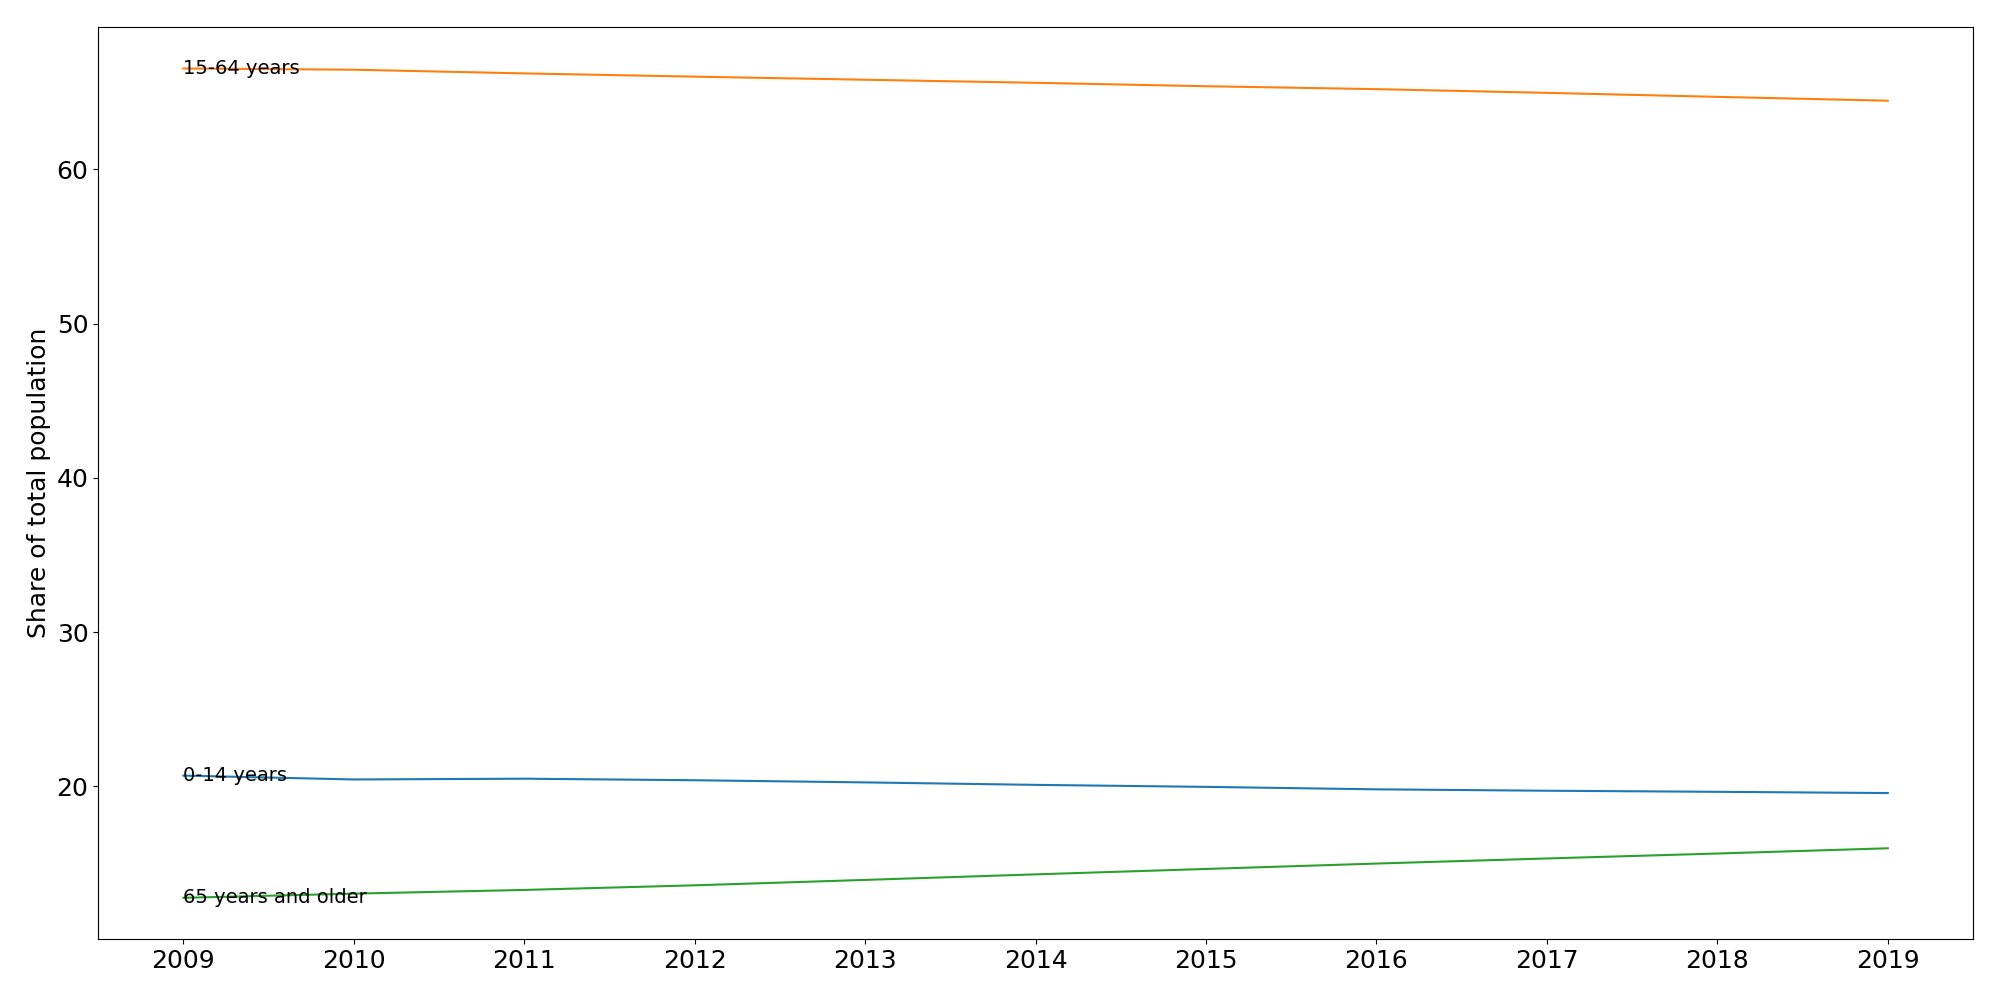 15-64 years
60
50
40
30
20
Share of total population
0-14 years
65 years and older
2009 2010 2011 2012 2013 2014 2015 2016 2017 2018 2019